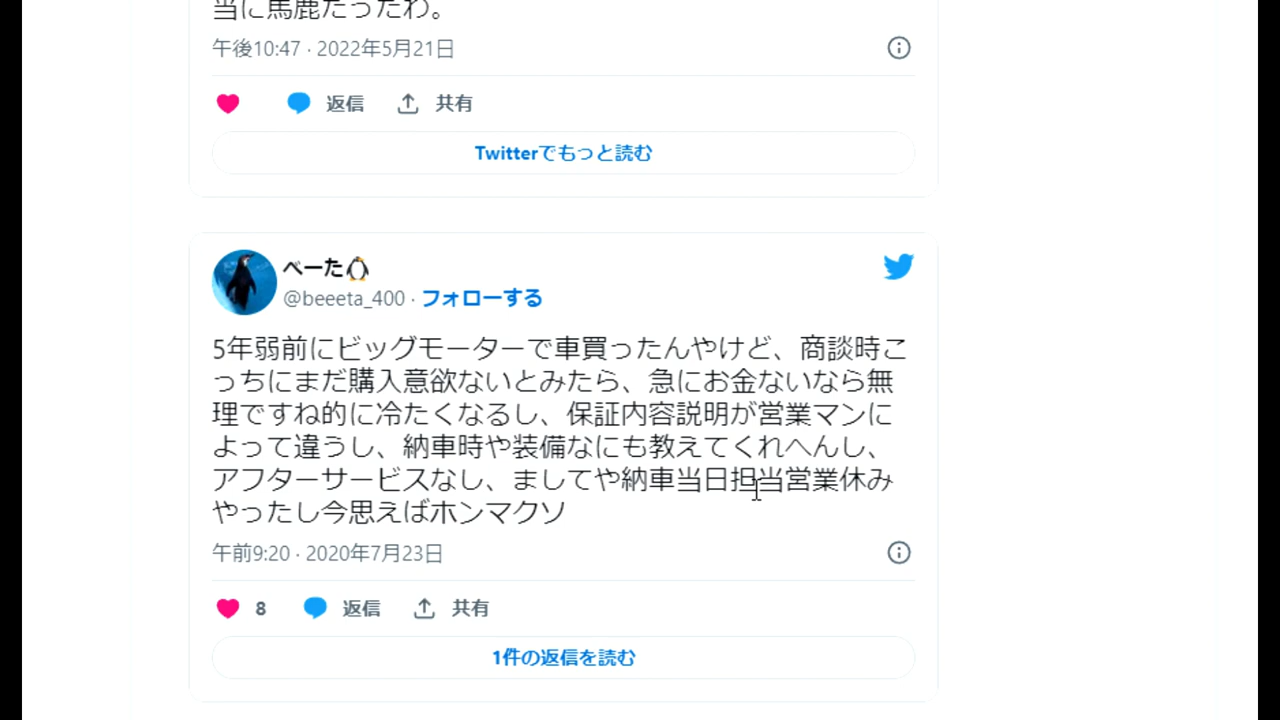 当に馬鹿だったわ。
午後10:47 · 2022年5月21日
返信 共有
Twitterでもっと読む
べーた🐧
@beeeta_400 · フォローする
5年弱前にビッグモーターで車買ったんやけど、商談時こ
っちにまだ購入意欲ないとみたら、急にお金ないなら無
理ですね的に冷たくなるし、保証内容説明が営業マンに
よって違うし、納車時や装備なにも教えてくれへんし、
アフターサービスなし、ましてや納車当日担当営業休み
やったし今思えばホンマクソ
午前9:20 · 2020年7月23日
8 返信 共有
1件の返信を読む